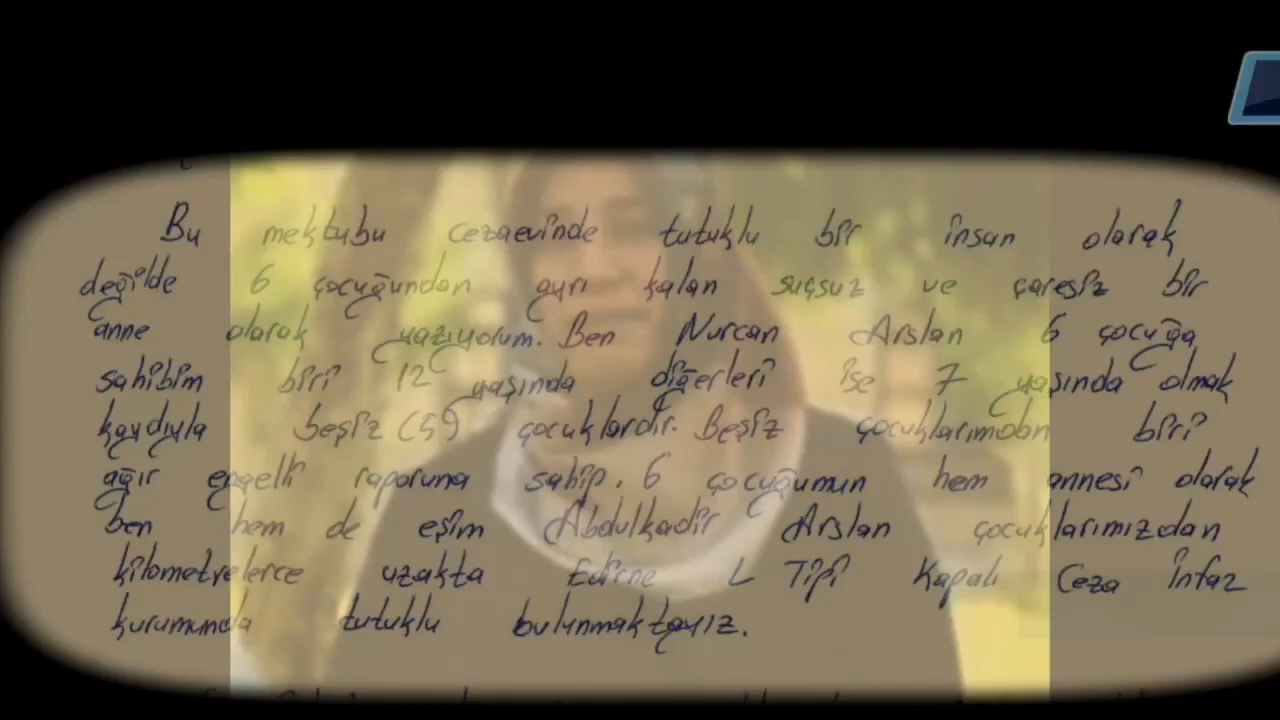 Bu mektubu cezaevinde tutuklu bir insan olarak
değilde 6 çocuğundan ayrı kalan suçsuz ve çaresiz bir
anne olarak yazıyorum. Ben Nurcan Arslan 6 çocuğa
sahibim biri 12 yaşında diğerleri ise 7 yaşında olmak
kaydıyla beşiz (5) çocuklardır. Beşiz çocuklarımdan biri
ağır engelli raporuna sahip. 6 çocuğumun hem annesi olarak
ben hem de eşim Abdulkadir Arslan çocuklarımızdan
kilometrelerce uzakta Edirne L Tipi Kapalı Ceza İnfaz
kurumunda tutuklu bulunmaktayız.